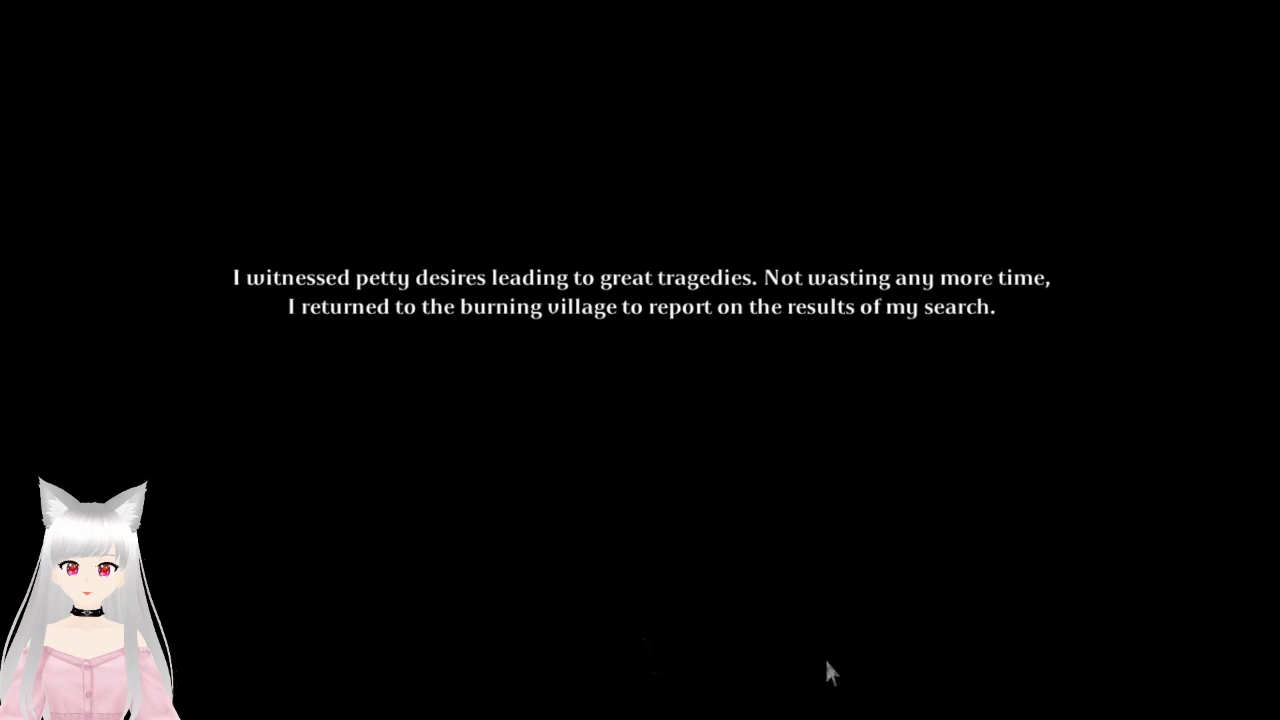 I witnessed petty desires leading to great tragedies. Not wasting any more time,
I returned to the burning village to report on the results of my search.